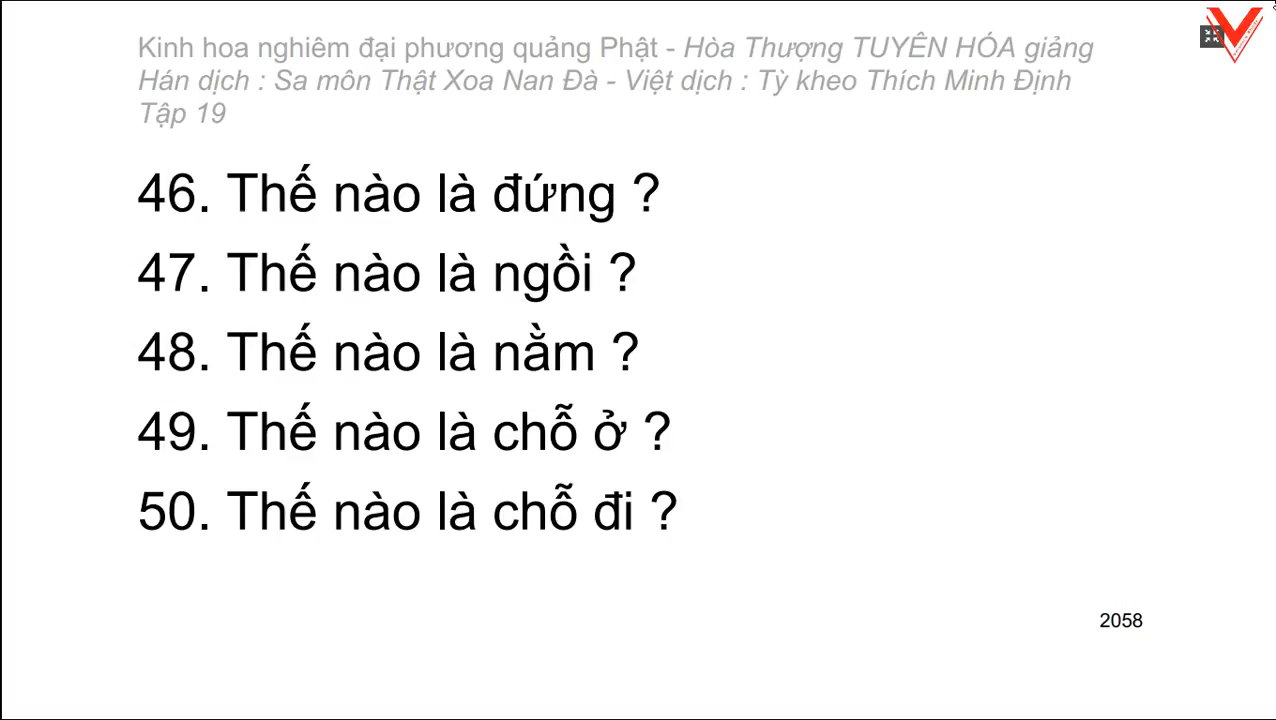 Kinh hoa nghiêm đại phương quảng Phật - Hòa Thượng TUYÊN HÓA giảng
Hán dịch : Sa môn Thật Xoa Nan Đà - Việt dịch : Tỳ kheo Thích Minh Định
Tập 19
46. Thế nào là đứng ?
47. Thế nào là ngồi ?
48. Thế nào là nằm ?
49. Thế nào là chỗ ở ?
50. Thế nào là chỗ đi ?
2058